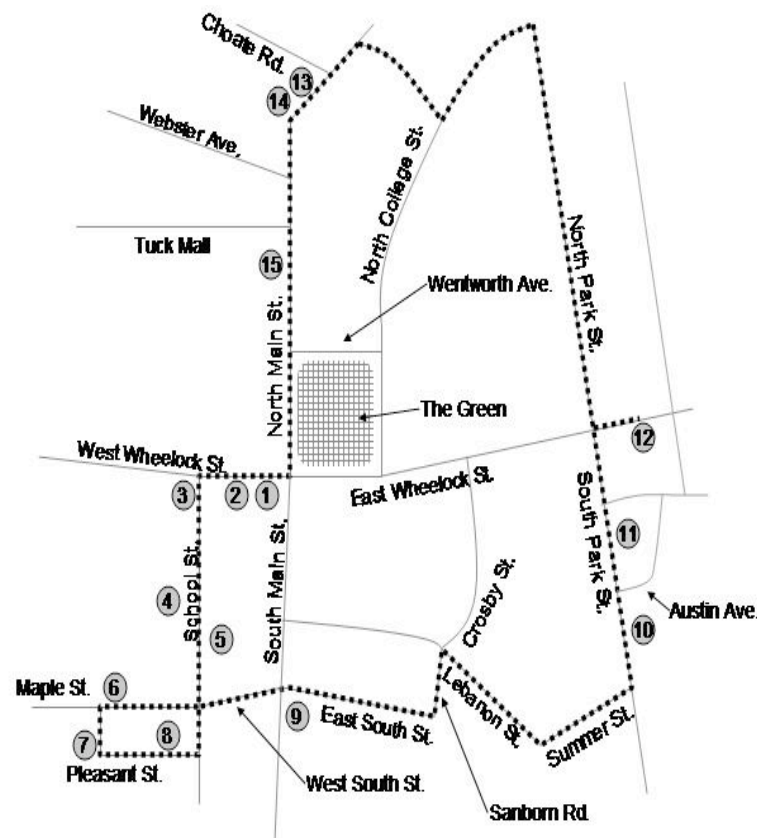 Choate Rd.
13
14
Webster Ave.
North College St.
Tuck Mall
15
North Park St.
Wentworth Ave.
North Main St.
The Green
12
West Wheelock St.
East Wheelock St.
3
2
1
South Park St.
11
School St.
South Main St.
Crosby St.
4
Austin Ave.
5
10
Maple St.
6
Lebanon St.
9
East South St.
Summer St.
7
8
Pleasant St.
West South St.
Sanborn Rd.